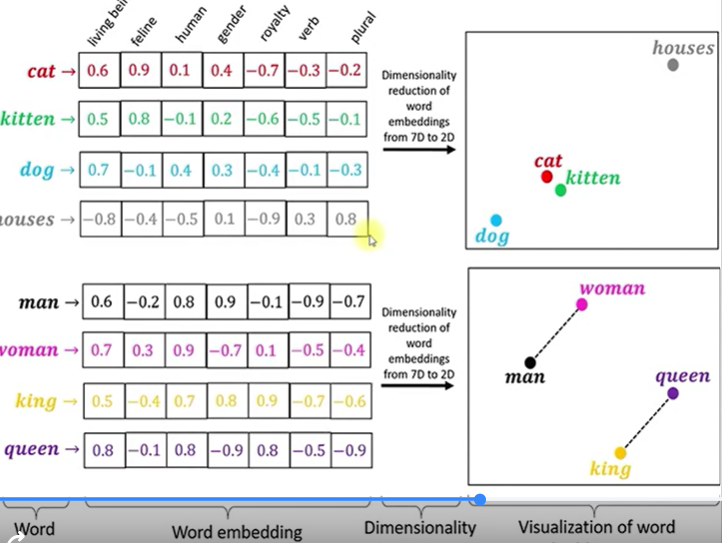 living bei
feline
human
gender
royalty
verb
plural
cat → 0.6 0.9 0.1 0.4 −0.7 −0.3 −0.2
kitten → 0.5 0.8 −0.1 0.2 −0.6 −0.5 −0.1
dog → 0.7 −0.1 0.4 0.3 −0.4 −0.1 −0.3
ouses → −0.8 −0.4 −0.5 0.1 −0.9 0.3 0.8
Dimensionality
reduction of
word
embeddings
from 7D to 2D
houses
cat
kitten
dog
man → 0.6 −0.2 0.8 0.9 −0.1 −0.9 −0.7
woman → 0.7 0.3 0.9 −0.7 0.1 −0.5 −0.4
king → 0.5 −0.4 0.7 0.8 0.9 −0.7 −0.6
queen → 0.8 −0.1 0.8 −0.9 0.8 −0.5 −0.9
Dimensionality
reduction of
word
embeddings
from 7D to 2D
woman
man
queen
king
Word
Word embedding
Dimensionality
Visualization of word